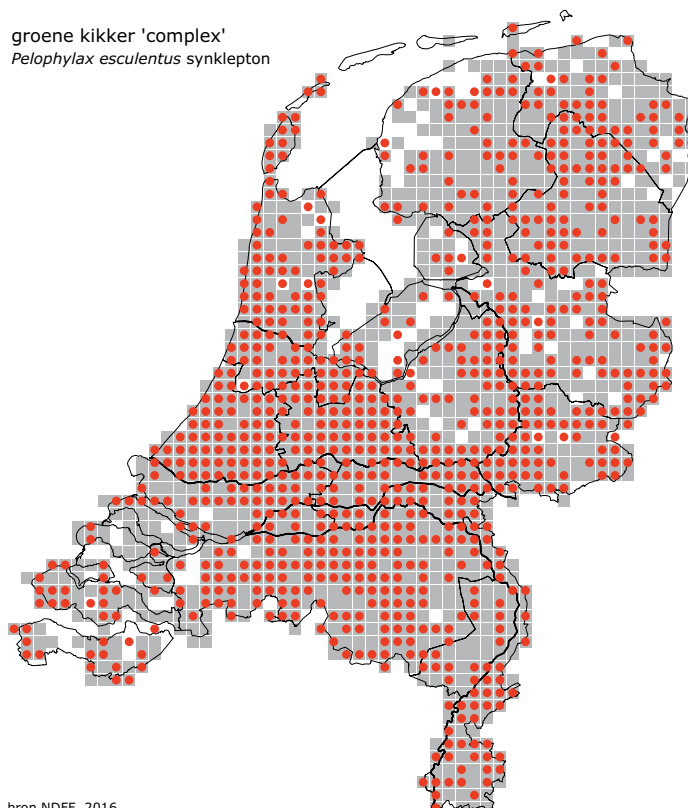 groene kikker 'complex'
Pelophylax esculentus synklepton
bron NDFF, 2016